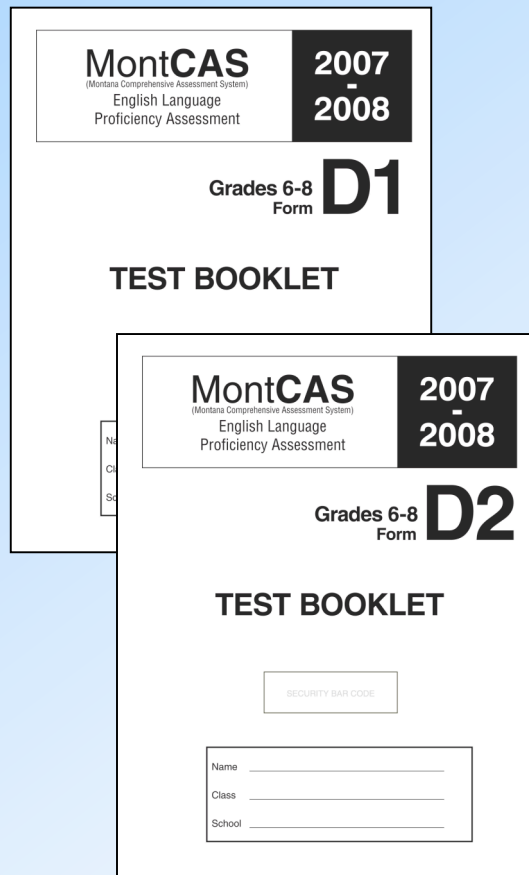 MontCAS
(Montana Comprehensive Assessment System)
English Language
Proficiency Assessment
2007
-
2008
Grades 6-8
Form D1
TEST BOOKLET
MontCAS
(Montana Comprehensive Assessment System)
English Language
Proficiency Assessment
2007
-
2008
Grades 6-8
Form D2
TEST BOOKLET
SECURITY BAR CODE
Name
Class
School